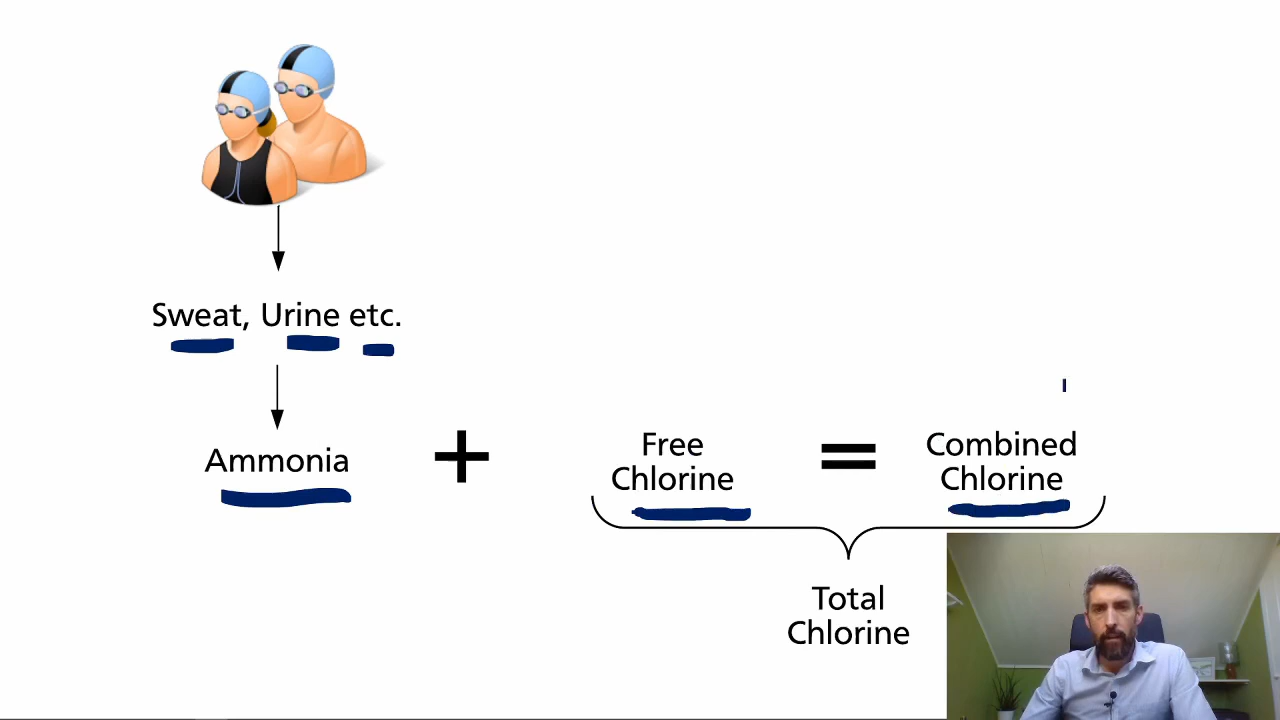 Sweat, Urine etc.
Ammonia
+
Free
Chlorine
=
Combined
Chlorine
Total
Chlorine